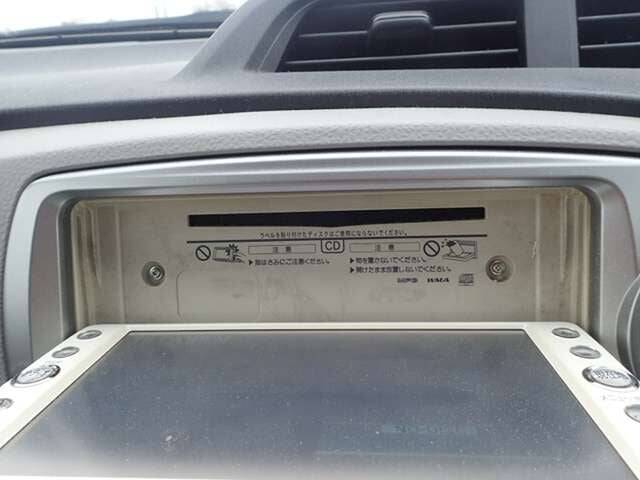 ラベルを貼り付けたディスクはご使用にならないでください。
注意 CD 注意
▶指はさみにご注意ください。
▶物を置かないでください。
▶開けたまま放置しないでください。
MP3 WMA